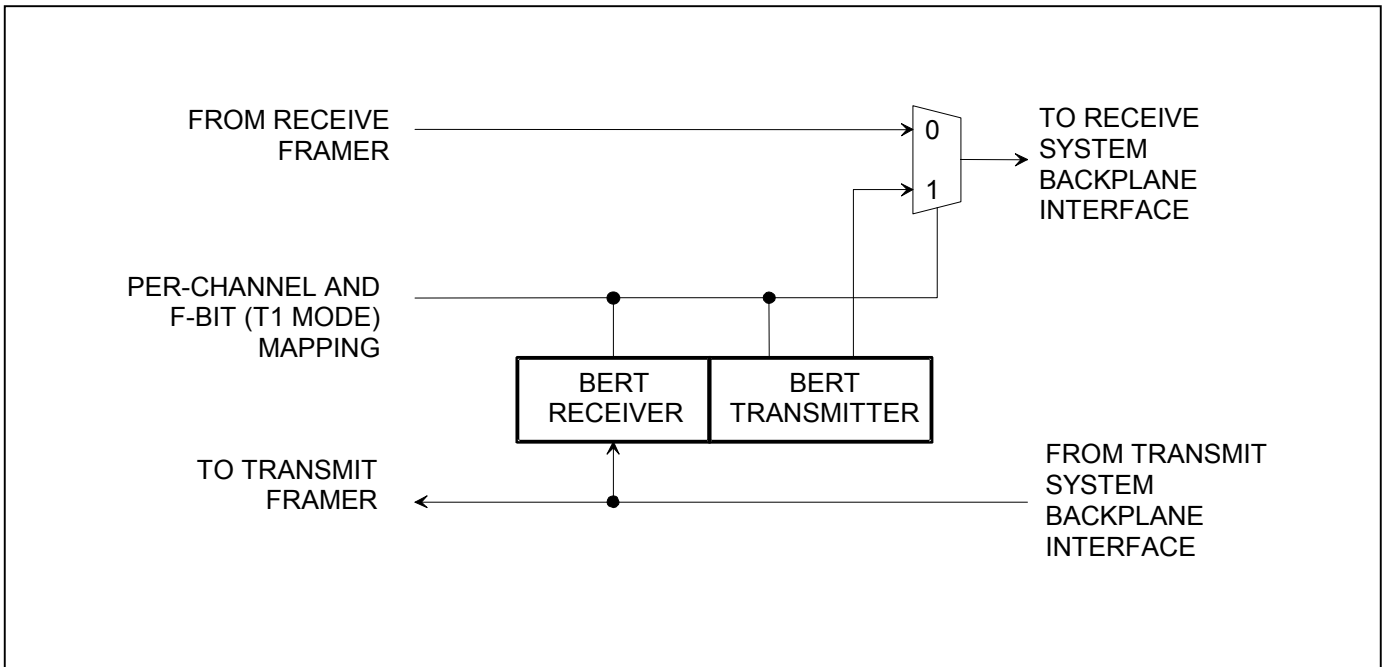 FROM RECEIVE
FRAMER
0
1
TO RECEIVE
SYSTEM
BACKPLANE
INTERFACE
PER-CHANNEL AND
F-BIT (T1 MODE)
MAPPING
BERT
RECEIVER
BERT
TRANSMITTER
TO TRANSMIT
FRAMER
FROM TRANSMIT
SYSTEM
BACKPLANE
INTERFACE